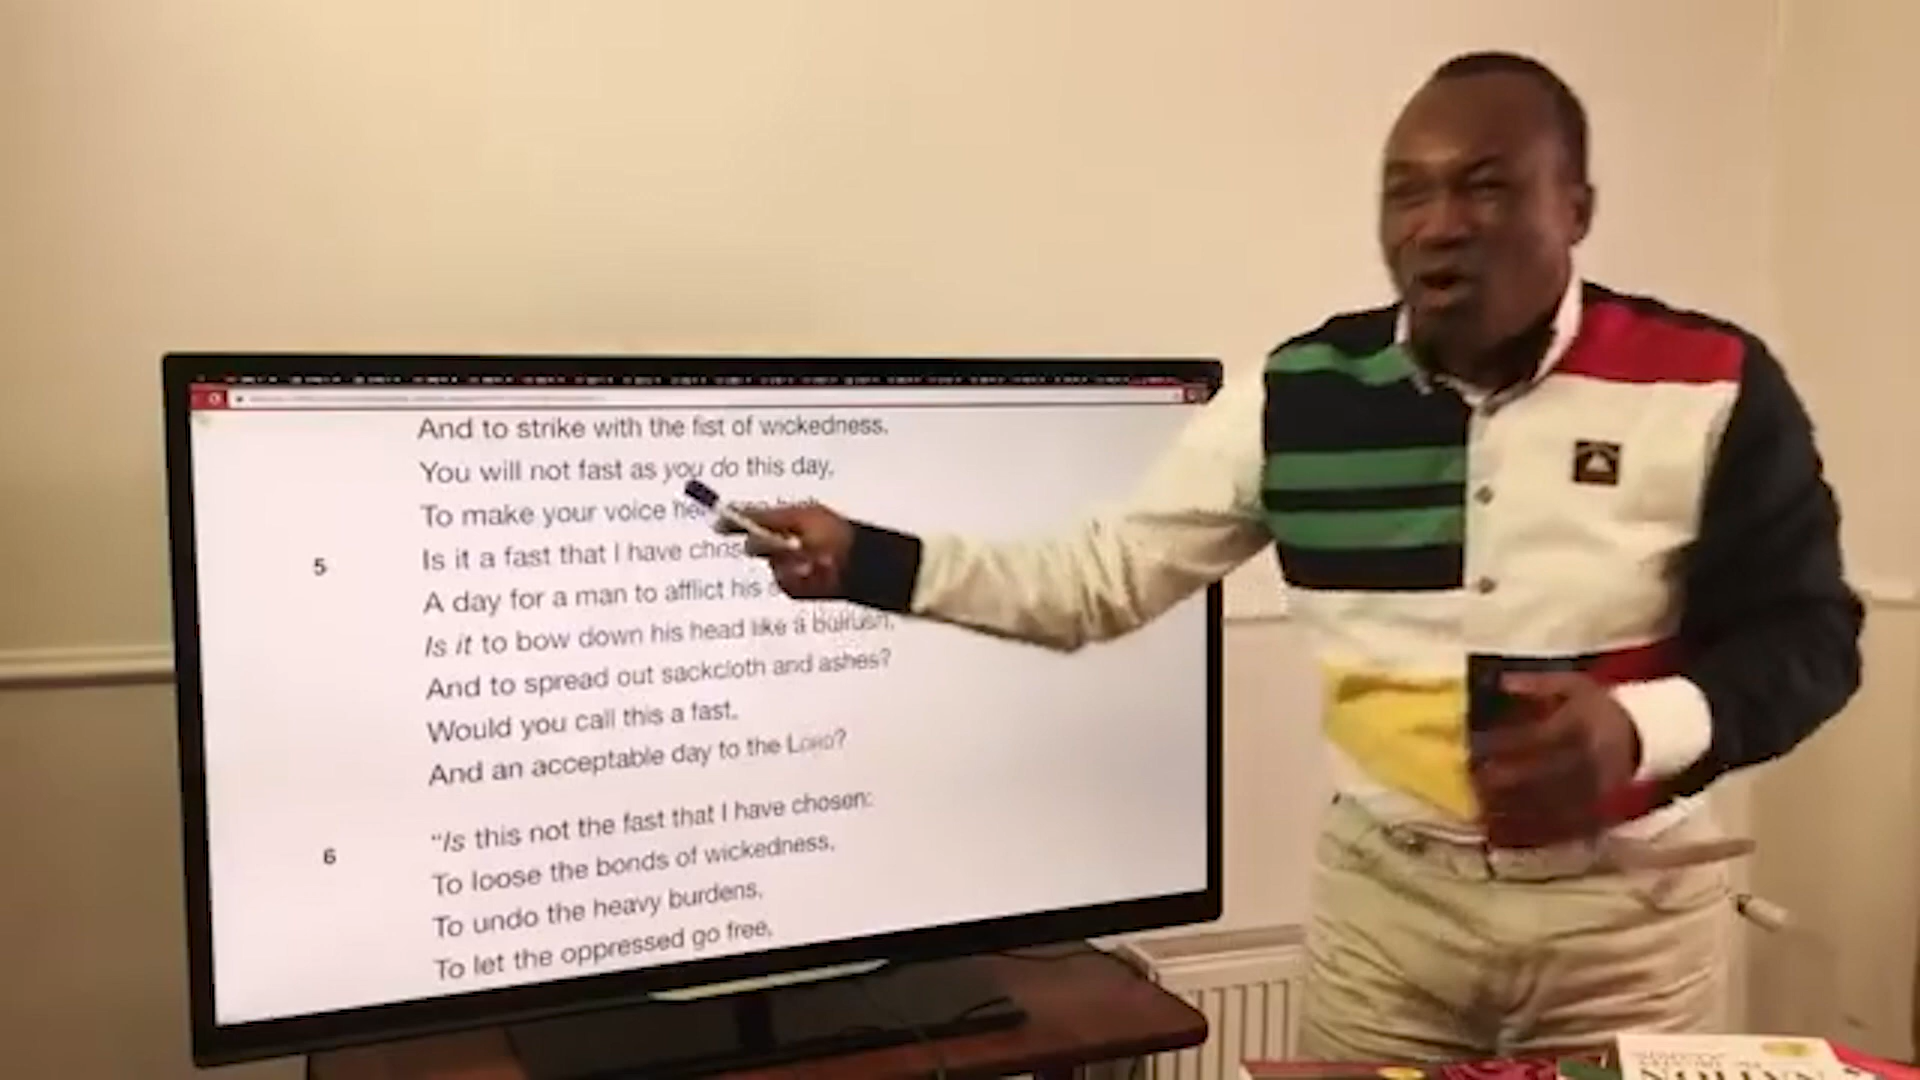 And to strike with the fist of wickedness.
You will not fast as you do this day,
To make your voice
5
Is it a fast that I have
A day for a man to afflict his
Is it to bow down his head like a bulrush,
And to spread out sackcloth and ashes?
Would you call this a fast,
And an acceptable day to the LORD?
6
“Is this not the fast that I have chosen:
To loose the bonds of wickedness,
To undo the heavy burdens,
To let the oppressed go free,